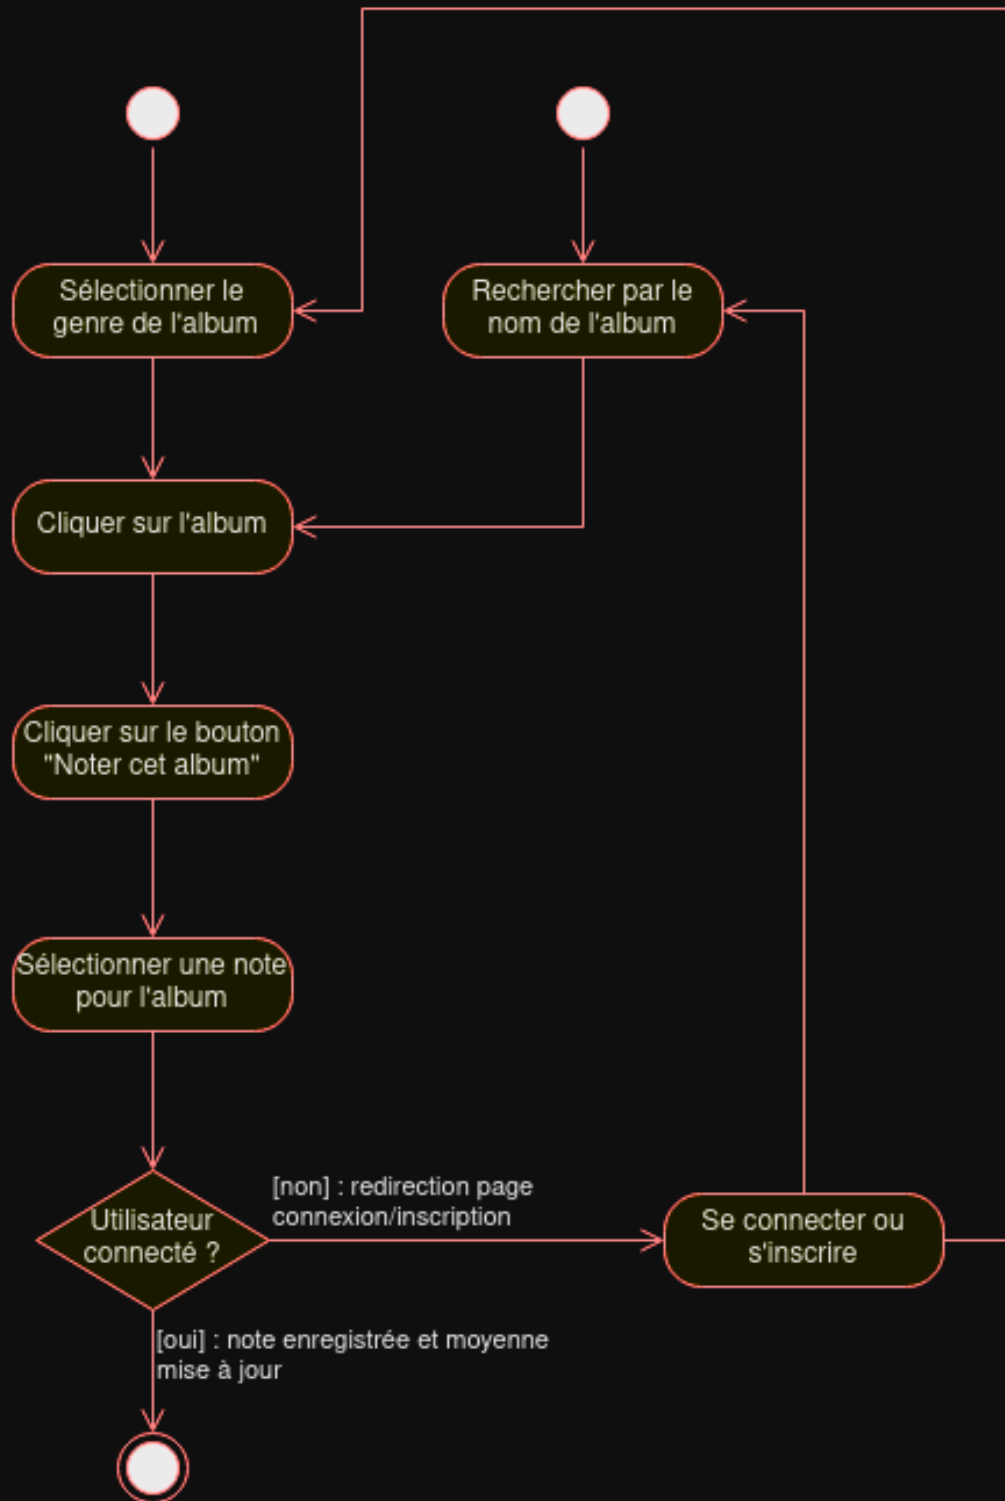 Sélectionner le
genre de l'album
Rechercher par le
nom de l'album
Cliquer sur l'album
Cliquer sur le bouton
"Noter cet album"
Sélectionner une note
pour l'album
Utilisateur
connecté ?
[non] : redirection page
connexion/inscription
Se connecter ou
s'inscrire
[oui] : note enregistrée et moyenne
mise à jour